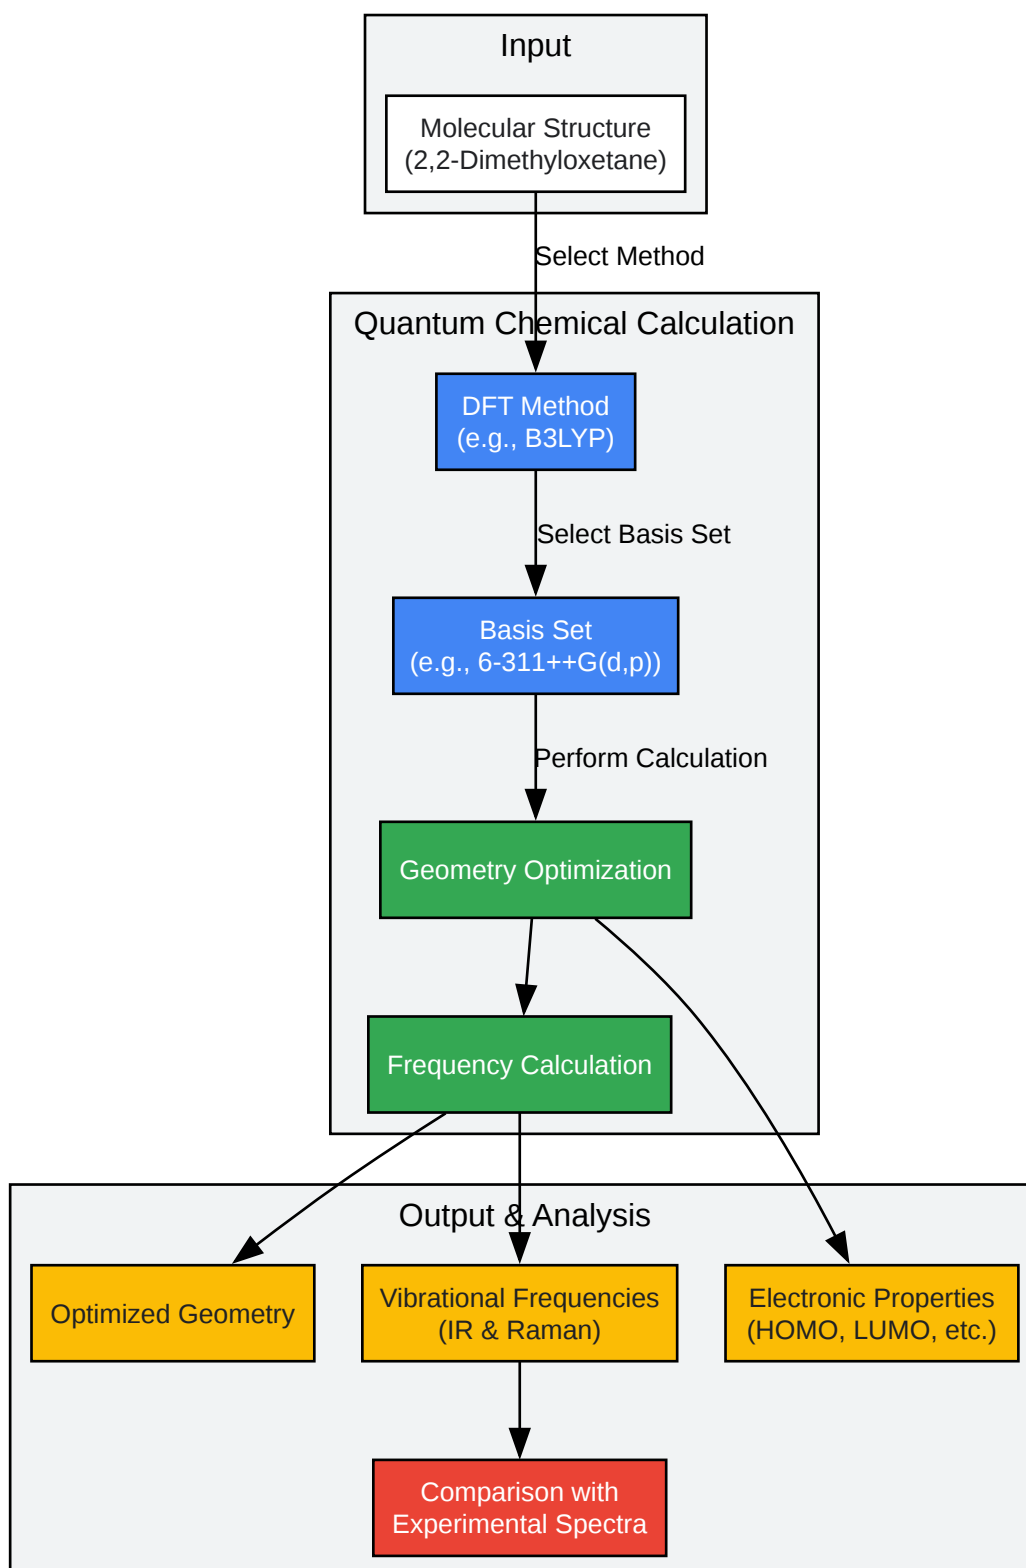 Input
Molecular Structure
(2,2-Dimethyloxetane)
Select Method
Quantum Chemical Calculation
DFT Method
(e.g., B3LYP)
Select Basis Set
Basis Set
(e.g., 6-311++G(d,p))
Perform Calculation
Geometry Optimization
Frequency Calculation
Output & Analysis
Optimized Geometry
Vibrational Frequencies
(IR & Raman)
Electronic Properties
(HOMO, LUMO, etc.)
Comparison with
Experimental Spectra